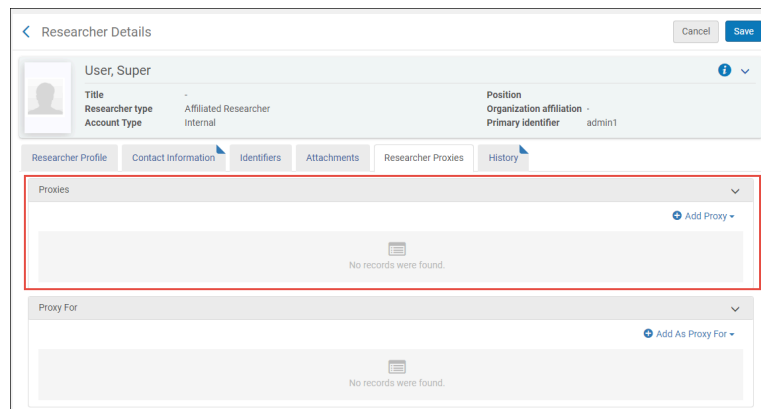 Researcher Details
Cancel
Save
User, Super
Title -
Position
Researcher type Affiliated Researcher
Organization affiliation -
Account Type Internal
Primary identifier admin1
Researcher Profile
Contact Information
Identifiers
Attachments
Researcher Proxies
History
Proxies
Add Proxy
No records were found.
Proxy For
Add As Proxy For
No records were found.